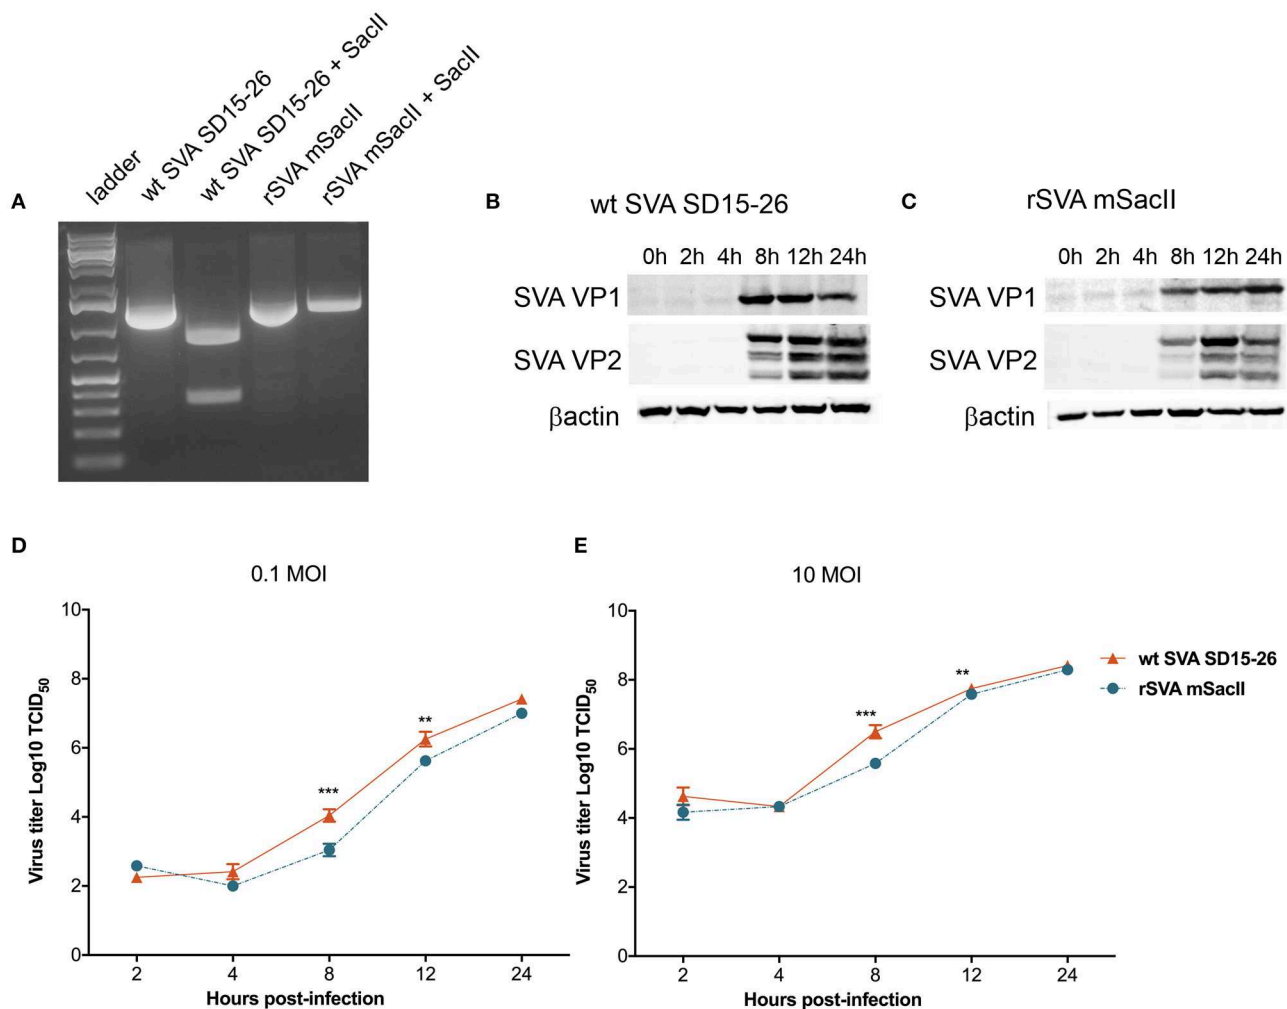 A
ladder
wt SVA SD15-26
wt SVA SD15-26 + SacII
rSVA mSacII
rSVA mSacII + SacII
B
wt SVA SD15-26
0h 2h 4h 8h 12h 24h
SVA VP1
SVA VP2
βactin
C
rSVA mSacII
0h 2h 4h 8h 12h 24h
SVA VP1
SVA VP2
βactin
D
0.1 MOI
Virus titer Log10 TCID50
10
8
6
4
2
0
***
**
2 4 8 12 24
Hours post-infection
E
10 MOI
Virus titer Log10 TCID50
10
8
6
4
2
0
***
**
2 4 8 12 24
Hours post-infection
wt SVA SD15-26
rSVA mSacII